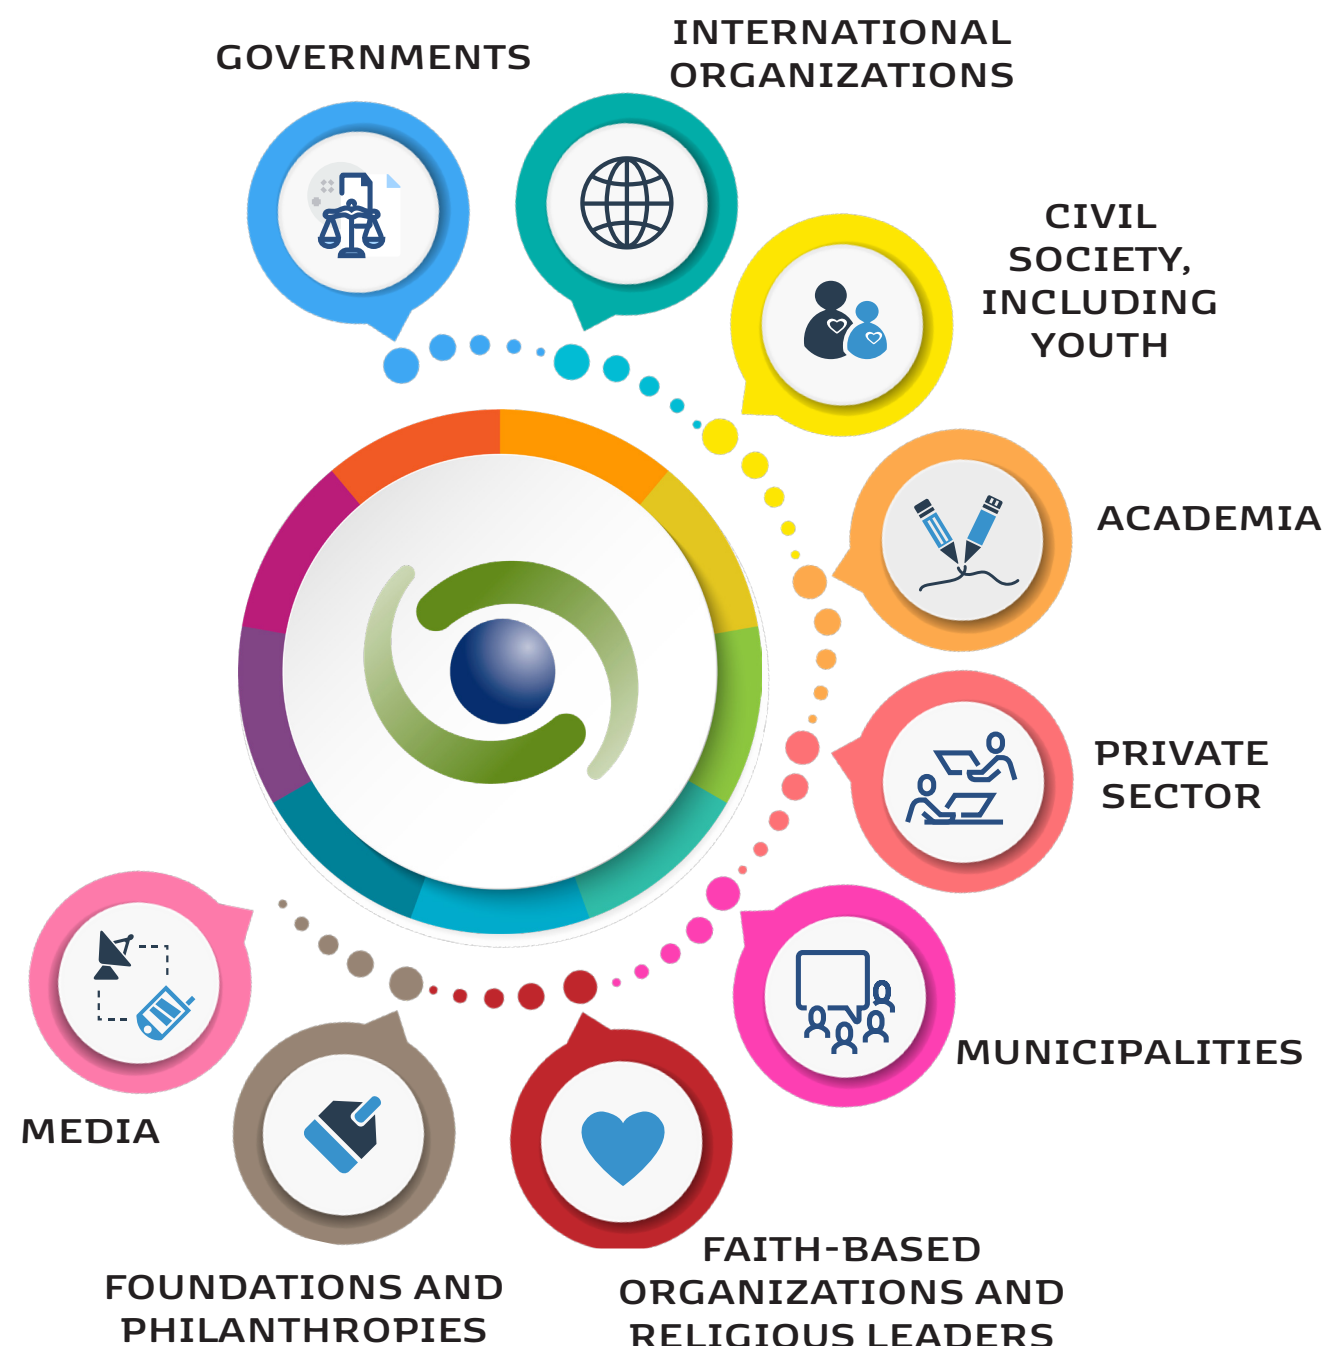 GOVERNMENTS
INTERNATIONAL
ORGANIZATIONS
CIVIL
SOCIETY,
INCLUDING
YOUTH
ACADEMIA
PRIVATE
SECTOR
MUNICIPALITIES
MEDIA
FAITH-BASED
ORGANIZATIONS AND
RELIGIOUS LEADERS
FOUNDATIONS AND
PHILANTHROPIES